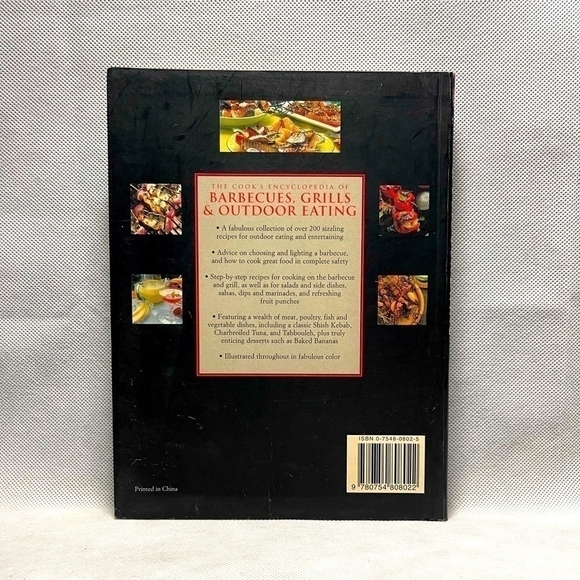 THE COOK'S ENCYCLOPEDIA OF
BARBECUES, GRILLS
& OUTDOOR EATING
• A fabulous collection of over 200 sizzling
recipes for outdoor eating and entertaining
• Advice on choosing and lighting a barbecue,
and how to cook great food in complete safety
• Step-by-step recipes for cooking on the barbecue
and grill, as well as for salads and side dishes,
salsas, dips and marinades, and refreshing
fruit punches
• Featuring a wealth of meat, poultry, fish and
vegetable dishes, including a classic Shish Kebab,
Charbroiled Tuna, and Tabbouleh, plus truly
enticing desserts such as Baked Bananas
• Illustrated throughout in fabulous color
ISBN 0-7548-0802-5
9 780754 808022
Printed in China